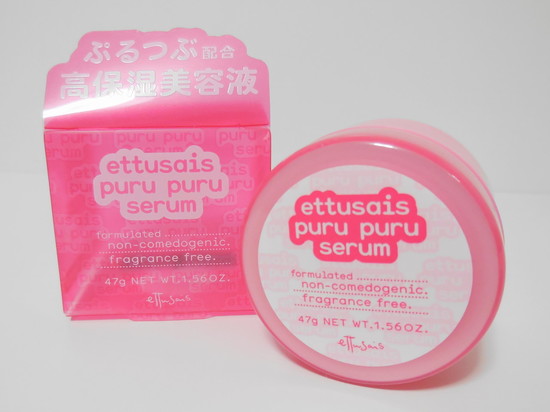 ぷるつぶ配合
高保湿美容液
ettusais
puru puru
serum
formulated
non-comedogenic.
fragrance free.
47g NET WT.1.56OZ.
ettusais
ettusais
puru puru
serum
formulated
non-comedogenic.
fragrance free.
47g NET WT.1.56OZ.
ettusais